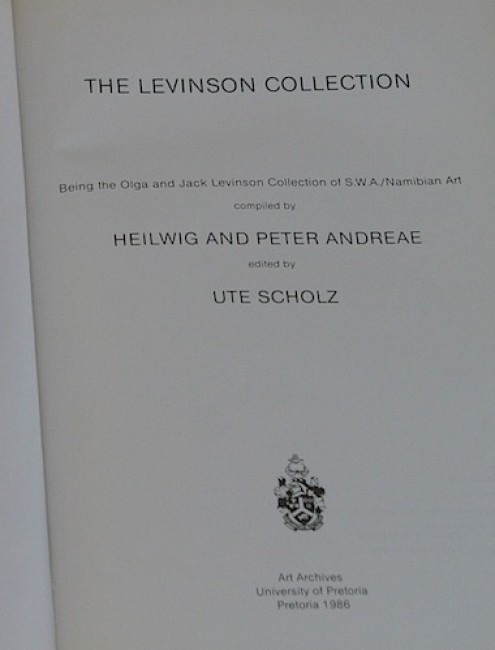 THE LEVINSON COLLECTION
Being the Olga and Jack Levinson Collection of S.W.A./Namibian Art
compiled by
HEILWIG AND PETER ANDREAE
edited by
UTE SCHOLZ
Art Archives
University of Pretoria
Pretoria 1986